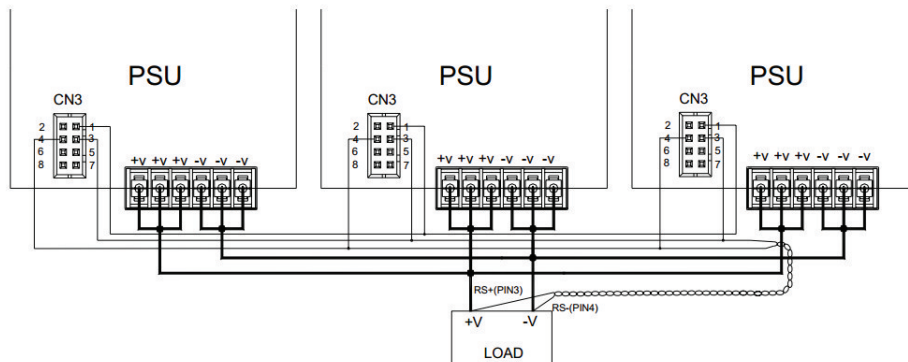 PSU PSU PSU
CN3 CN3 CN3
2 1 2 1 2 1
4 3 4 3 4 3
6 5 6 5 6 5
8 7 8 7 8 7
+V +V +V -V -V -V +V +V +V -V -V -V +V +V +V -V -V -V
RS+(PIN3)
RS-(PIN4)
+V -V
LOAD